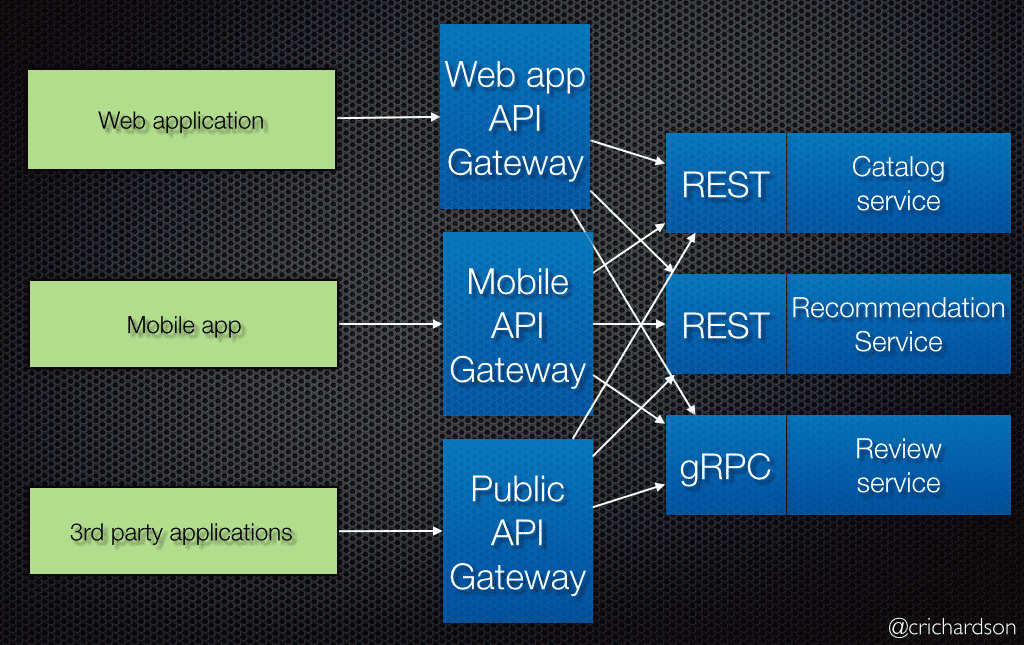 Web application
Web app
API
Gateway
REST
Catalog
service
Mobile app
Mobile
API
Gateway
REST
Recommendation
Service
3rd party applications
Public
API
Gateway
gRPC
Review
service
@crichardson